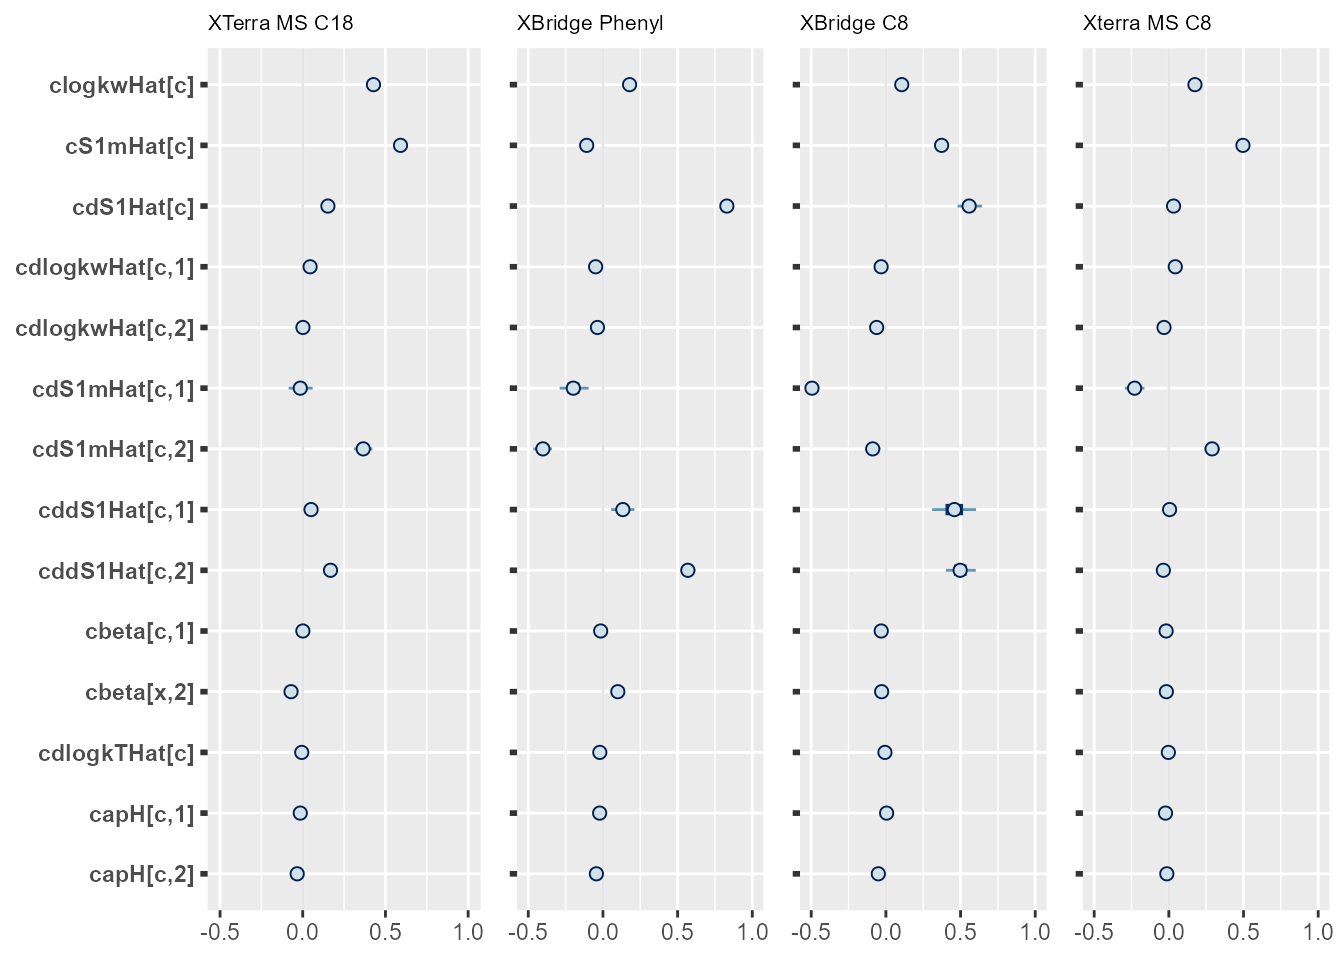 XTerra MS C18 XBridge Phenyl XBridge C8 Xterra MS C8
clogkwHat[c]
cS1mHat[c]
cdS1Hat[c]
cdlogkwHat[c,1]
cdlogkwHat[c,2]
cdS1mHat[c,1]
cdS1mHat[c,2]
cddS1Hat[c,1]
cddS1Hat[c,2]
cbeta[c,1]
cbeta[x,2]
cdlogkTHat[c]
capH[c,1]
capH[c,2]
-0.5 0.0 0.5 1.0 -0.5 0.0 0.5 1.0 -0.5 0.0 0.5 1.0 -0.5 0.0 0.5 1.0